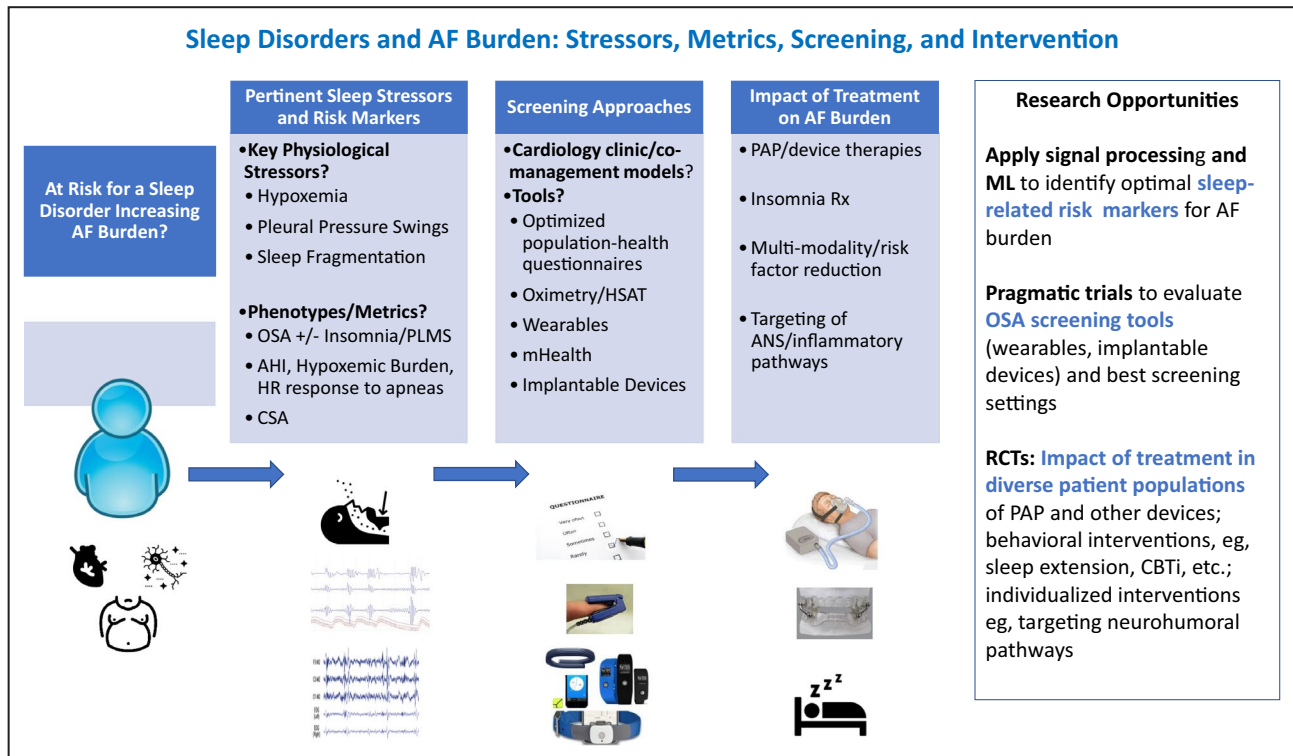 Sleep Disorders and AF Burden: Stressors, Metrics, Screening, and Intervention
At Risk for a Sleep
Disorder Increasing
AF Burden?
Pertinent Sleep Stressors
and Risk Markers
•Key Physiological
Stressors?
• Hypoxemia
• Pleural Pressure Swings
• Sleep Fragmentation
•Phenotypes/Metrics?
• OSA +/- Insomnia/PLMS
• AHI, Hypoxemic Burden,
HR response to apneas
• CSA
Screening Approaches
•Cardiology clinic/co-
management models?
•Tools?
• Optimized
population-health
questionnaires
• Oximetry/HSAT
• Wearables
• mHealth
• Implantable Devices
Impact of Treatment
on AF Burden
• PAP/device therapies
• Insomnia Rx
• Multi-modality/risk
factor reduction
• Targeting of
ANS/inflammatory
pathways
Research Opportunities
Apply signal processing and
ML to identify optimal sleep-
related risk markers for AF
burden
Pragmatic trials to evaluate
OSA screening tools
(wearables, implantable
devices) and best screening
settings
RCTs: Impact of treatment in
diverse patient populations
of PAP and other devices;
behavioral interventions, eg,
sleep extension, CBTi, etc.;
individualized interventions
eg, targeting neurohumoral
pathways
QUESTIONNAIRE
Very often
Often
Sometimes
Rarely
z z z z